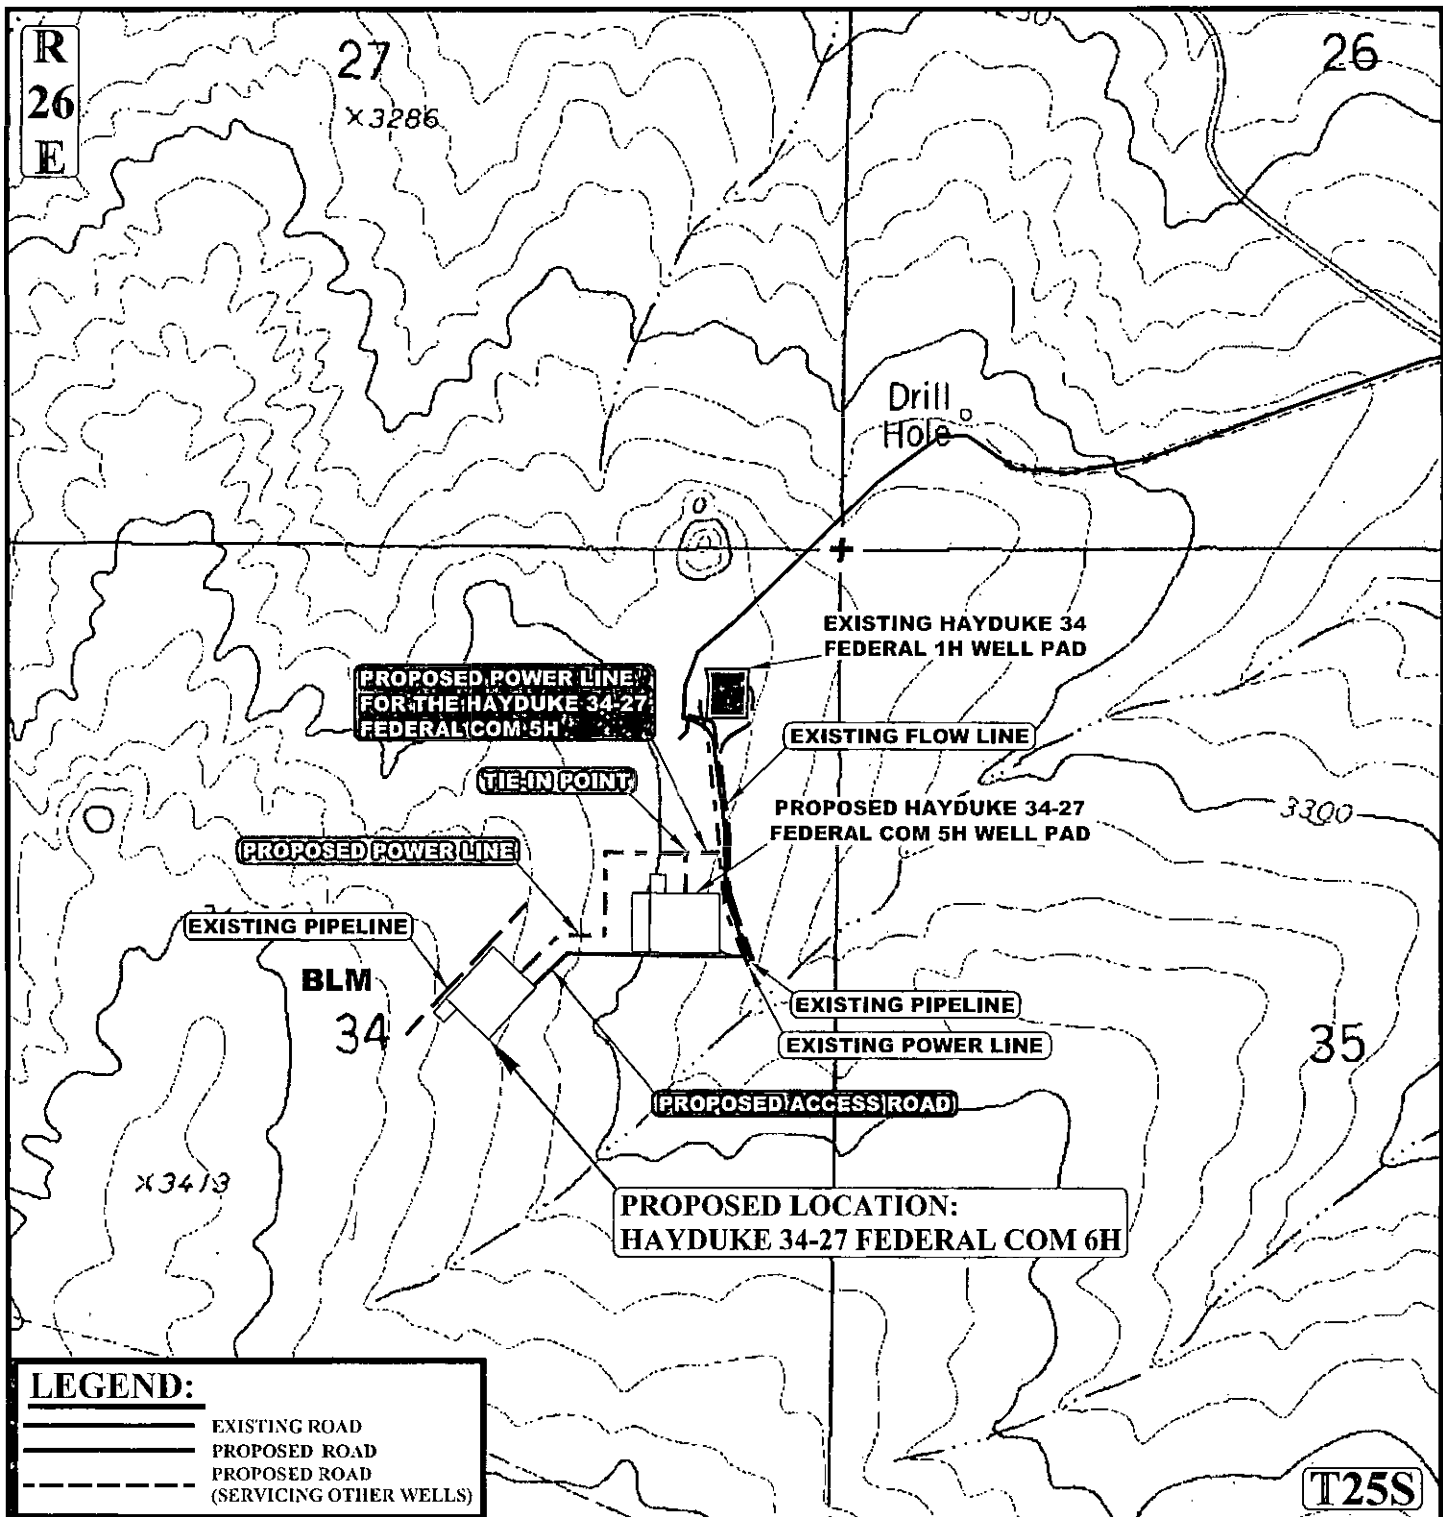 R
26
E
27
×3286
3250
26
Drill
Hole
EXISTING HAYDUKE 34
FEDERAL 1H WELL PAD
PROPOSED POWER LINE
FOR THE HAYDUKE 34-27
FEDERAL COM 5H
EXISTING FLOW LINE
TIE-IN POINT
PROPOSED HAYDUKE 34-27
FEDERAL COM 5H WELL PAD
3300
PROPOSED POWER LINE
EXISTING PIPELINE
BLM
34
EXISTING PIPELINE
EXISTING POWER LINE
35
PROPOSED ACCESS ROAD
×3413
PROPOSED LOCATION:
HAYDUKE 34-27 FEDERAL COM 6H
LEGEND:
EXISTING ROAD
PROPOSED ROAD
PROPOSED ROAD
(SERVICING OTHER WELLS)
T25S